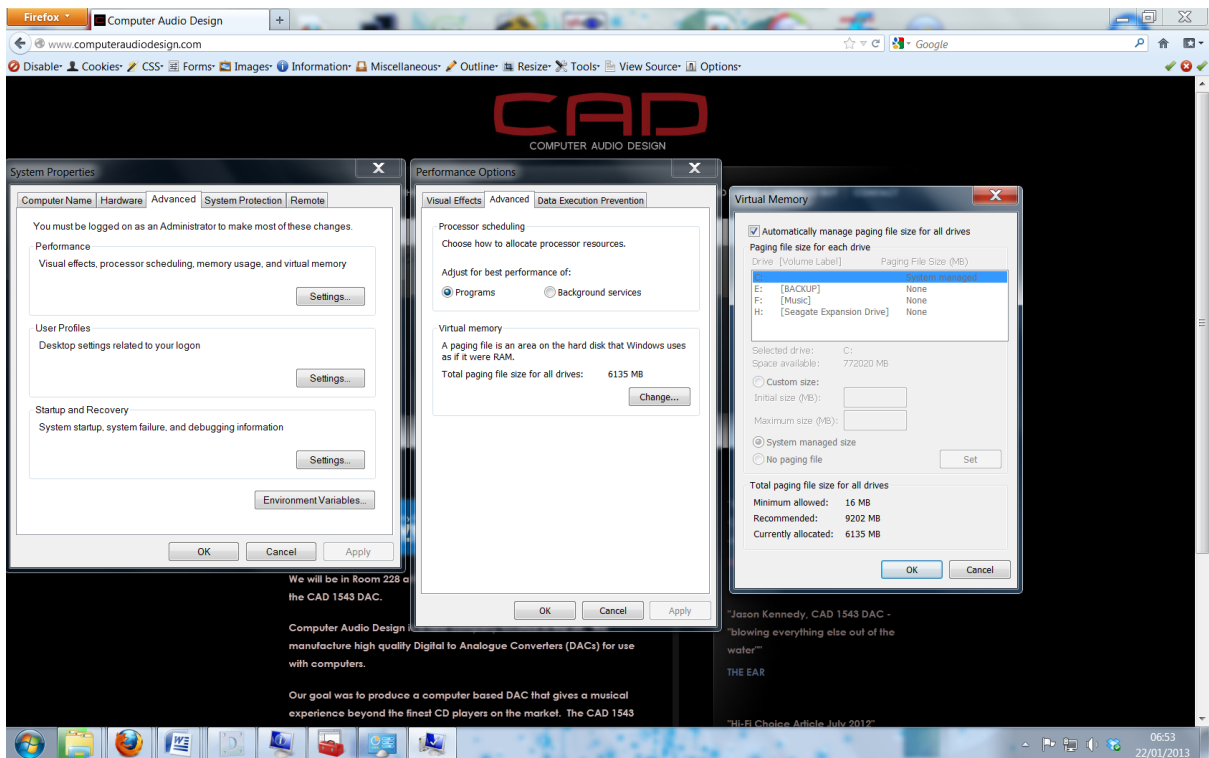 Firefox
Computer Audio Design
www.computeraudiodesign.com
Google
Disable Cookies CSS Forms Images Information Miscellaneous Outline Resize Tools View Source Options
CAD
COMPUTER AUDIO DESIGN
System Properties
Computer Name Hardware Advanced System Protection Remote
You must be logged on as an Administrator to make most of these changes.
Performance
Visual effects, processor scheduling, memory usage, and virtual memory
Settings...
User Profiles
Desktop settings related to your logon
Settings...
Startup and Recovery
System startup, system failure, and debugging information
Settings...
Environment Variables...
OK Cancel Apply
Performance Options
Visual Effects Advanced Data Execution Prevention
Processor scheduling
Choose how to allocate processor resources.
Adjust for best performance of:
Programs Background services
Virtual memory
A paging file is an area on the hard disk that Windows uses
as if it were RAM.
Total paging file size for all drives: 6135 MB
Change...
OK Cancel Apply
Virtual Memory
Automatically manage paging file size for all drives
Paging file size for each drive
Drive [Volume Label] Paging File Size (MB)
C: System managed
E: [BACKUP] None
F: [Music] None
H: [Seagate Expansion Drive] None
Selected drive: C:
Space available: 772020 MB
Custom size:
Initial size (MB):
Maximum size (MB):
System managed size
No paging file Set
Total paging file size for all drives
Minimum allowed: 16 MB
Recommended: 9202 MB
Currently allocated: 6135 MB
OK Cancel
We will be in Room 228 a
the CAD 1543 DAC.
Computer Audio Design
manufacture high quality Digital to Analogue Converters (DACs) for use
with computers.
Our goal was to produce a computer based DAC that gives a musical
experience beyond the finest CD players on the market. The CAD 1543
"Jason Kennedy, CAD 1543 DAC -
"blowing everything else out of the
water""
THE EAR
"Hi-Fi Choice Article July 2012"
06:53
22/01/2013